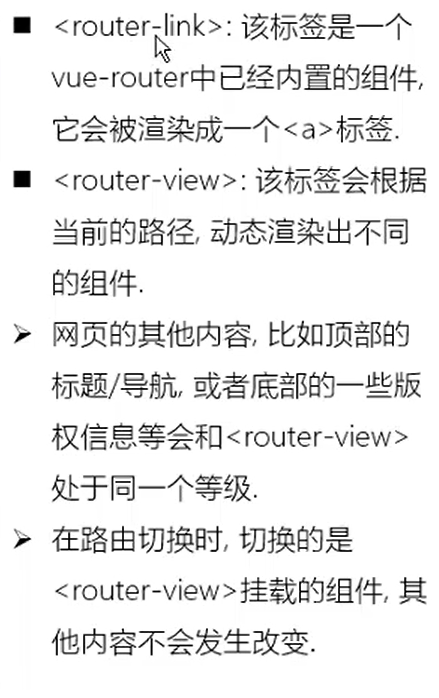 ■ <router-link>: 该标签是一个
vue-router中已经内置的组件,
它会被渲染成一个<a>标签.
■ <router-view>: 该标签会根据
当前的路径, 动态渲染出不同
的组件.
➢ 网页的其他内容, 比如顶部的
标题/导航, 或者底部的一些版
权信息等会和<router-view>
处于同一个等级.
➢ 在路由切换时, 切换的是
<router-view>挂载的组件, 其
他内容不会发生改变.